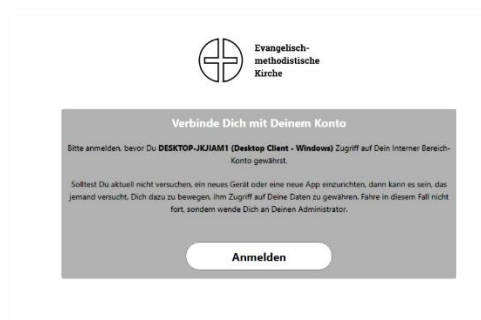 Evangelisch-
methodistische
Kirche
Verbinde Dich mit Deinem Konto
Bitte anmelden, bevor Du DESKTOP-JKJIAM1 (Desktop Client - Windows) Zugriff auf Dein Interner Bereich-
Konto gewährst.
Solltest Du aktuell nicht versuchen, ein neues Gerät oder eine neue App einzurichten, dann kann es sein, das
jemand versucht, Dich dazu zu bewegen, ihm Zugriff auf Deine Daten zu gewähren. Fahre in diesem Fall nicht
fort, sondern wende Dich an Deinen Administrator.
Anmelden